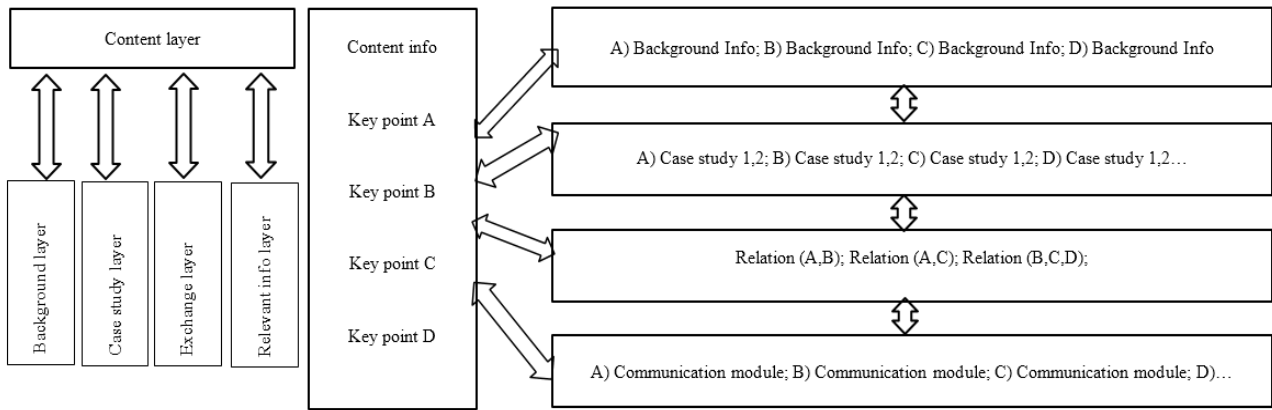 Content layer
Background layer
Case study layer
Exchange layer
Relevant info layer
Content info
Key point A
Key point B
Key point C
Key point D
A) Background Info; B) Background Info; C) Background Info; D) Background Info
A) Case study 1,2; B) Case study 1,2; C) Case study 1,2; D) Case study 1,2…
Relation (A,B); Relation (A,C); Relation (B,C,D);
A) Communication module; B) Communication module; C) Communication module; D)…